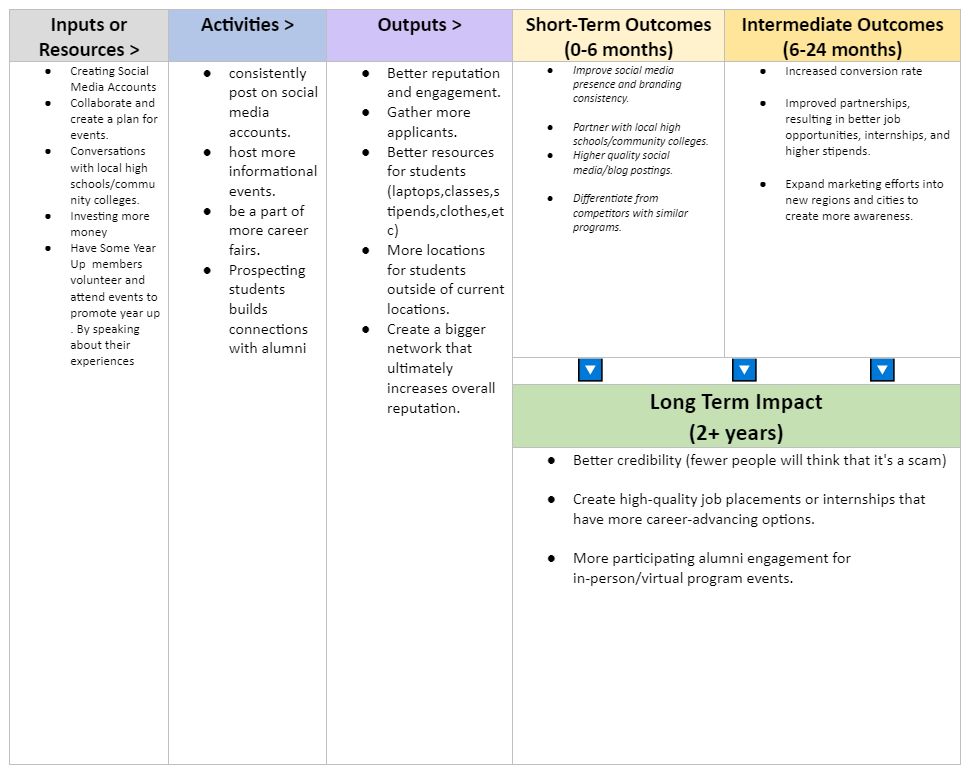 Inputs or
Resources >
● Creating Social
Media Accounts
● Collaborate and
create a plan for
events.
● Conversations
with local high
schools/commu
nity colleges.
● Investing more
money
● Have Some Year
Up members
volunteer and
attend events to
promote year up
. By speaking
about their
experiences
Activities >
● consistently
post on social
media
accounts.
● host more
informational
events.
● be a part of
more career
fairs.
● Prospecting
students
builds
connections
with alumni
Outputs >
● Better reputation
and engagement.
● Gather more
applicants.
● Better resources
for students
(laptops,classes,s
tipends,clothes,et
c)
● More locations
for students
outside of current
locations.
● Create a bigger
network that
ultimately
increases overall
reputation.
Short-Term Outcomes
(0-6 months)
● Improve social media
presence and branding
consistency.
● Partner with local high
schools/community colleges.
● Higher quality social
media/blog postings.
● Differentiate from
competitors with similar
programs.
Intermediate Outcomes
(6-24 months)
● Increased conversion rate
● Improved partnerships,
resulting in better job
opportunities, internships, and
higher stipends.
● Expand marketing efforts into
new regions and cities to
create more awareness.
Long Term Impact
(2+ years)
● Better credibility (fewer people will think that it's a scam)
● Create high-quality job placements or internships that
have more career-advancing options.
● More participating alumni engagement for
in-person/virtual program events.